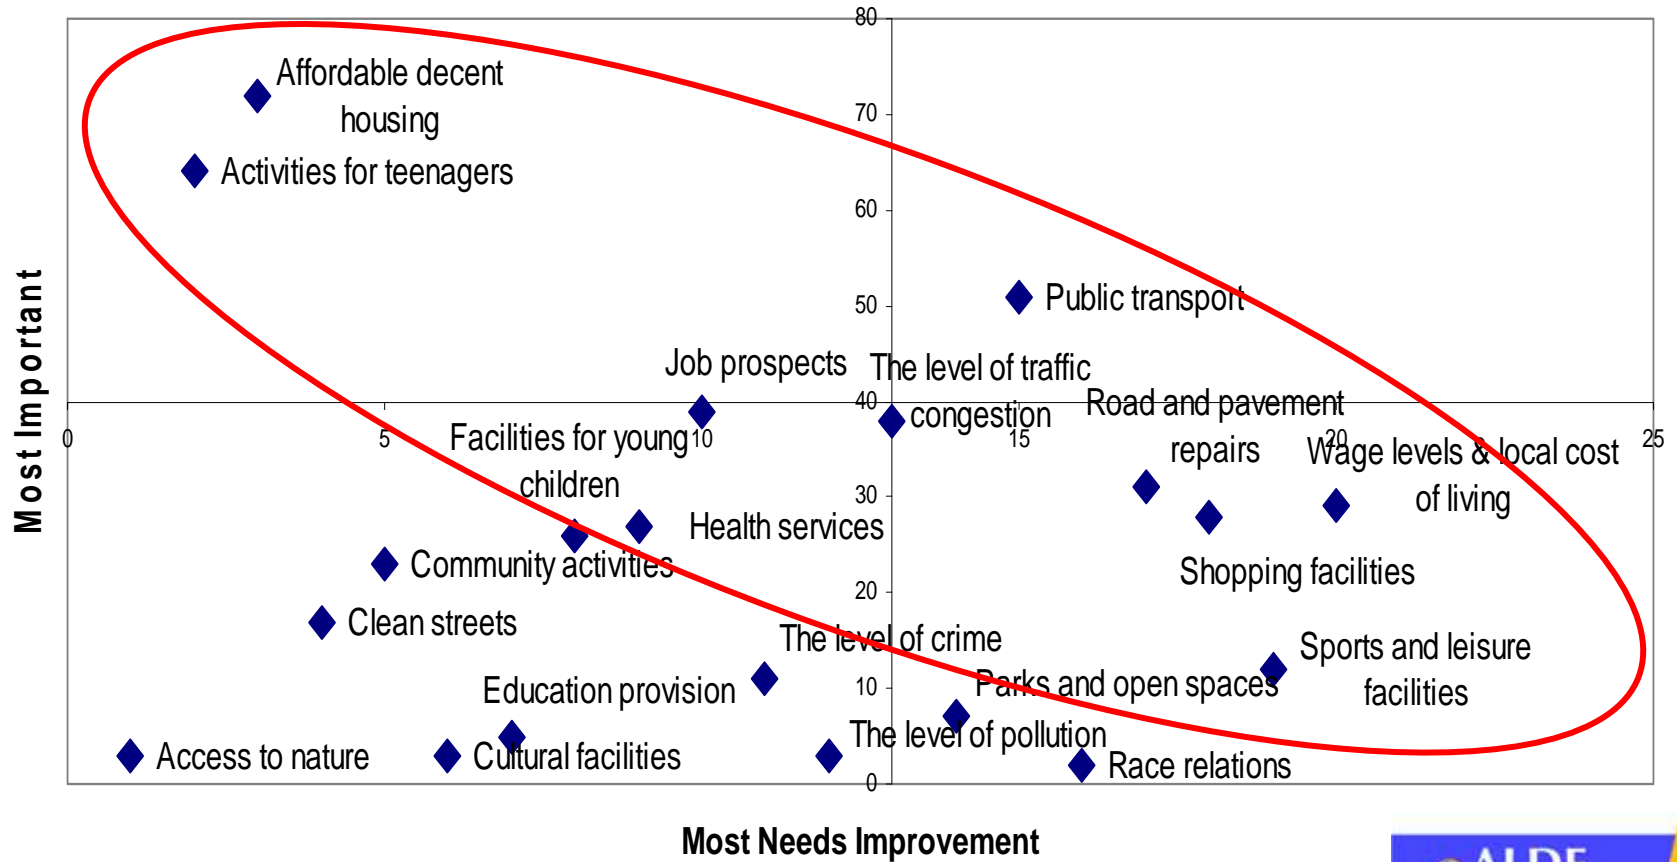 80
Affordable decent
housing
70
Activities for teenagers
60
50
Public transport
Job prospects
The level of traffic
congestion
40
Road and pavement
repairs
0
5
10
15
20
25
Facilities for young
children
Wage levels & local cost
of living
30
Health services
Community activities
Shopping facilities
20
Clean streets
The level of crime
Sports and leisure
facilities
Education provision
10
Parks and open spaces
The level of pollution
Access to nature
Cultural facilities
Race relations
0
Most Important
Most Needs Improvement